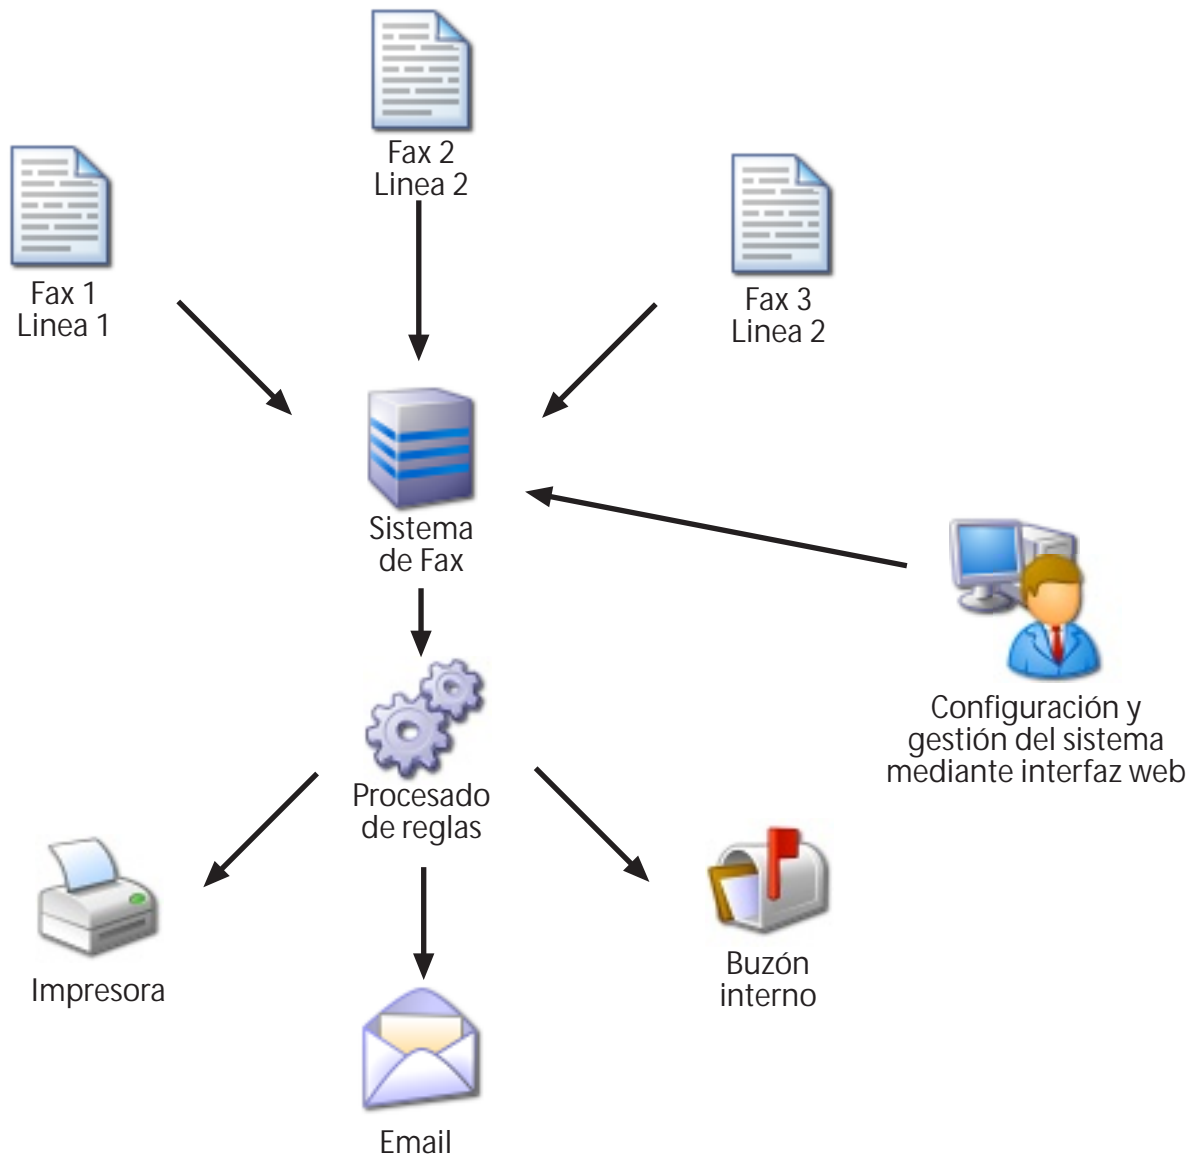 Fax 2
Linea 2
Fax 1
Linea 1
Fax 3
Linea 2
Sistema
de Fax
Configuración y
gestión del sistema
mediante interfaz web
Procesado
de reglas
Impresora
Buzón
interno
Email